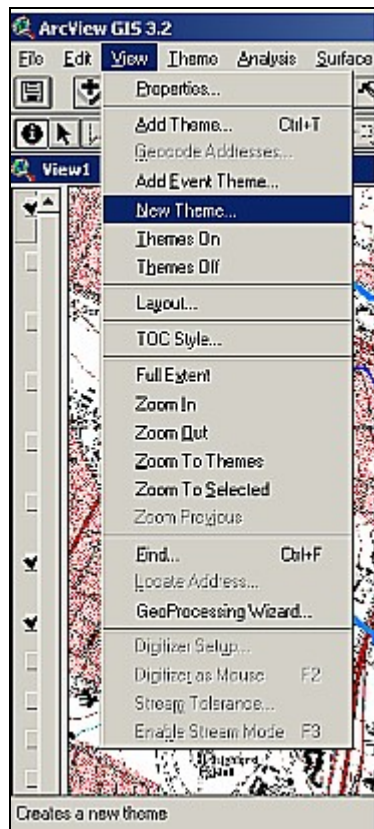 ArcView GIS 3.2
File Edit View Theme Analysis Surface
View1
Properties...
Add Theme... Ctrl+T
Geocode Addresses...
Add Event Theme...
New Theme...
Themes On
Themes Off
Layout...
TOC Style...
Full Extent
Zoom In
Zoom Out
Zoom To Themes
Zoom To Selected
Zoom Previous
Find... Ctrl+F
Locate Address...
GeoProcessing Wizard...
Digitizer Setup...
Digitizer as Mouse F2
Stream Tolerance...
Enable Stream Mode F3
Creates a new theme